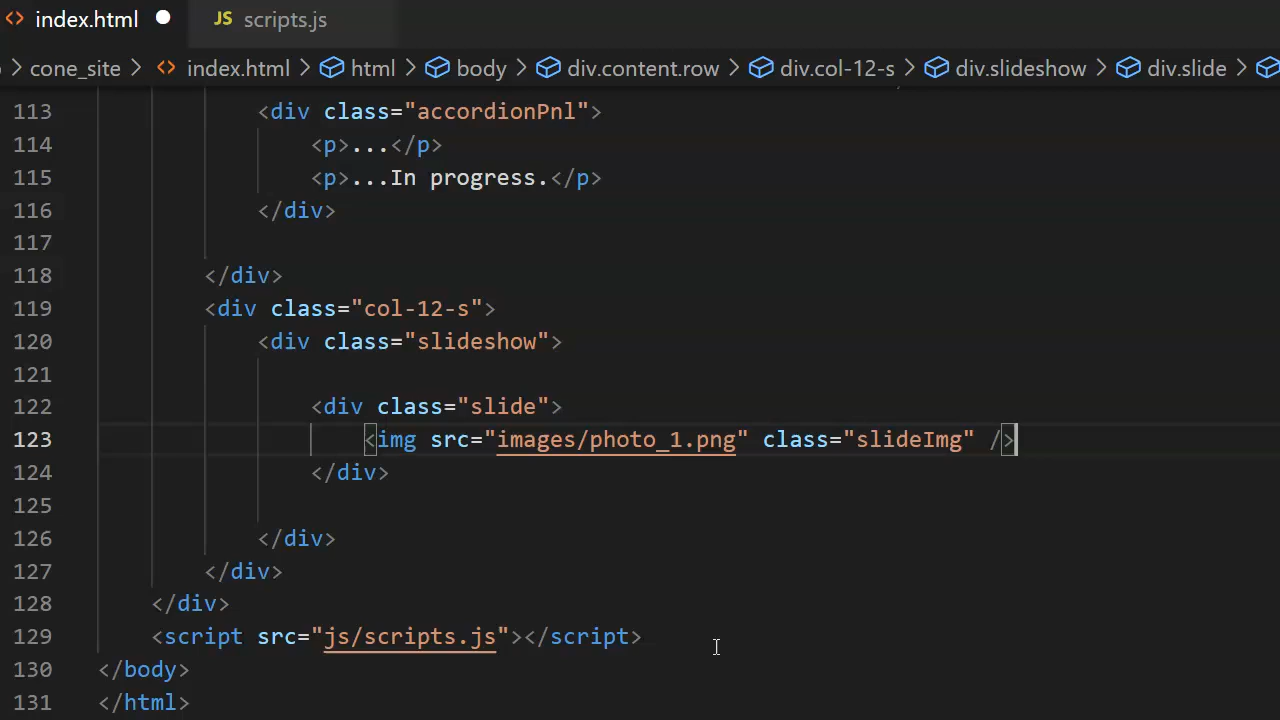 index.html
JS scripts.js
cone_site > index.html > html > body > div.content.row > div.col-12-s > div.slideshow > div.slide >
113 <div class="accordionPnl">
114 <p>...</p>
115 <p>...In progress.</p>
116 </div>
117
118 </div>
119 <div class="col-12-s">
120 <div class="slideshow">
121
122 <div class="slide">
123 <img src="images/photo_1.png" class="slideImg" />
124 </div>
125
126 </div>
127 </div>
128 </div>
129 <script src="js/scripts.js"></script>
130 </body>
131 </html>